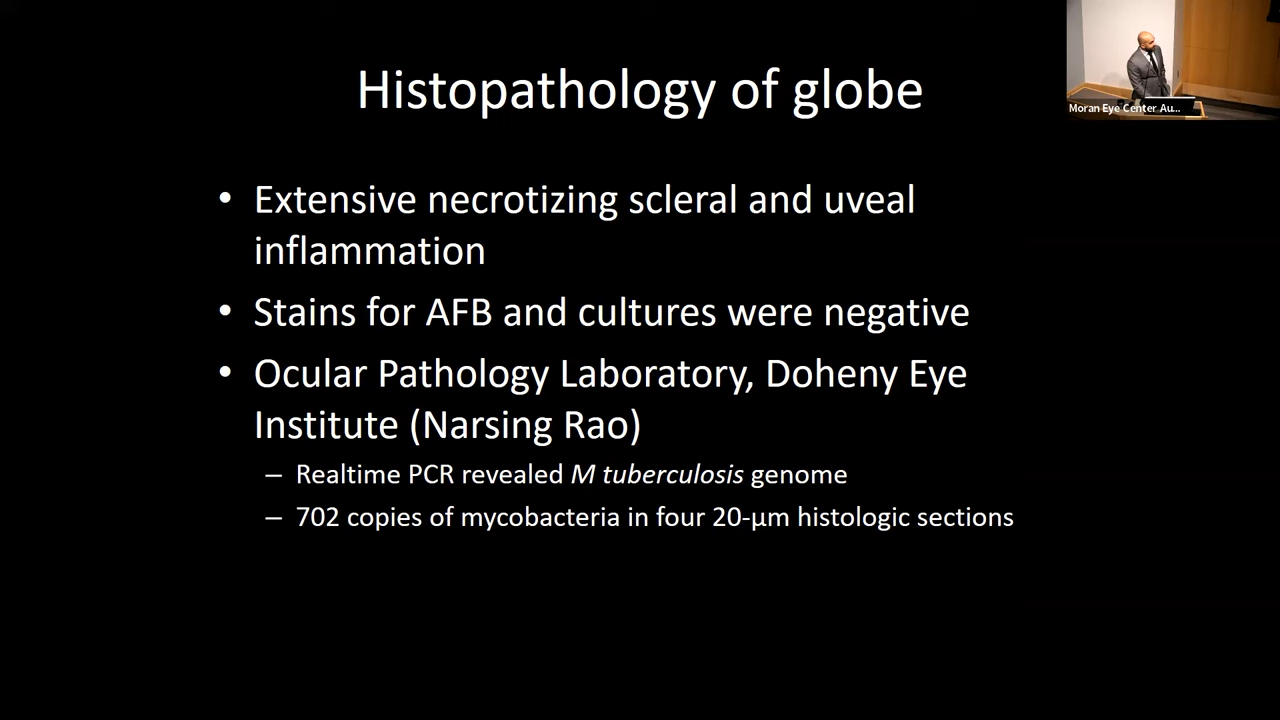 Histopathology of globe
Moran Eye Center Au...
• Extensive necrotizing scleral and uveal
inflammation
• Stains for AFB and cultures were negative
• Ocular Pathology Laboratory, Doheny Eye
Institute (Narsing Rao)
– Realtime PCR revealed M tuberculosis genome
– 702 copies of mycobacteria in four 20-μm histologic sections